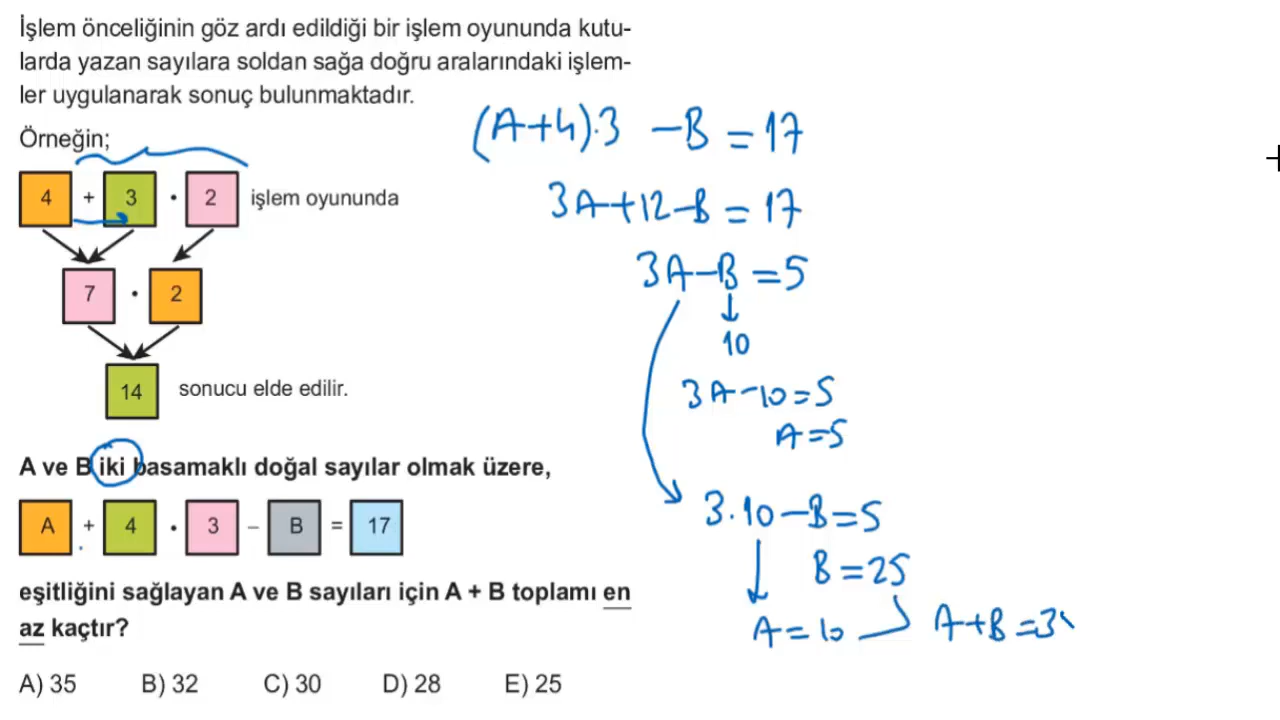 İşlem önceliğinin göz ardı edildiği bir işlem oyununda kutu-
larda yazan sayılara soldan sağa doğru aralarındaki işlem-
ler uygulanarak sonuç bulunmaktadır.
Örneğin;
4 + 3 · 2 işlem oyununda
7 · 2
14 sonucu elde edilir.
A ve B iki basamaklı doğal sayılar olmak üzere,
A + 4 · 3 − B = 17
eşitliğini sağlayan A ve B sayıları için A + B toplamı en
az kaçtır?
A) 35 B) 32 C) 30 D) 28 E) 25
(A+4).3 −B = 17
3A+12−B = 17
3A−B = 5
10
3A−10=5
A=5
3.10−B=5
B=25
A=10
A+B=3